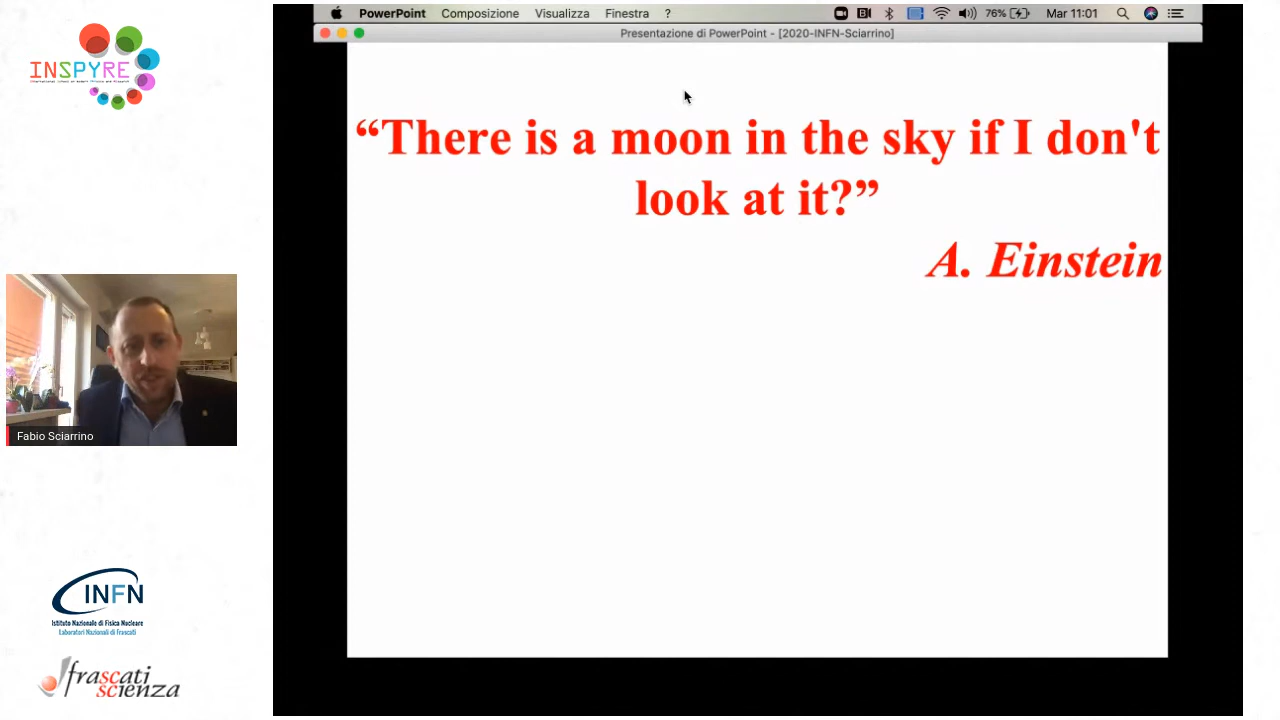 INSPYRE
PowerPoint Composizione Visualizza Finestra ?
76% Mar 11:01
Presentazione di PowerPoint - [2020-INFN-Sciarrino]
“There is a moon in the sky if I don't
look at it?”
A. Einstein
Fabio Sciarrino
INFN
Istituto Nazionale di Fisica Nucleare
Laboratori Nazionali di Frascati
frascati
scienza